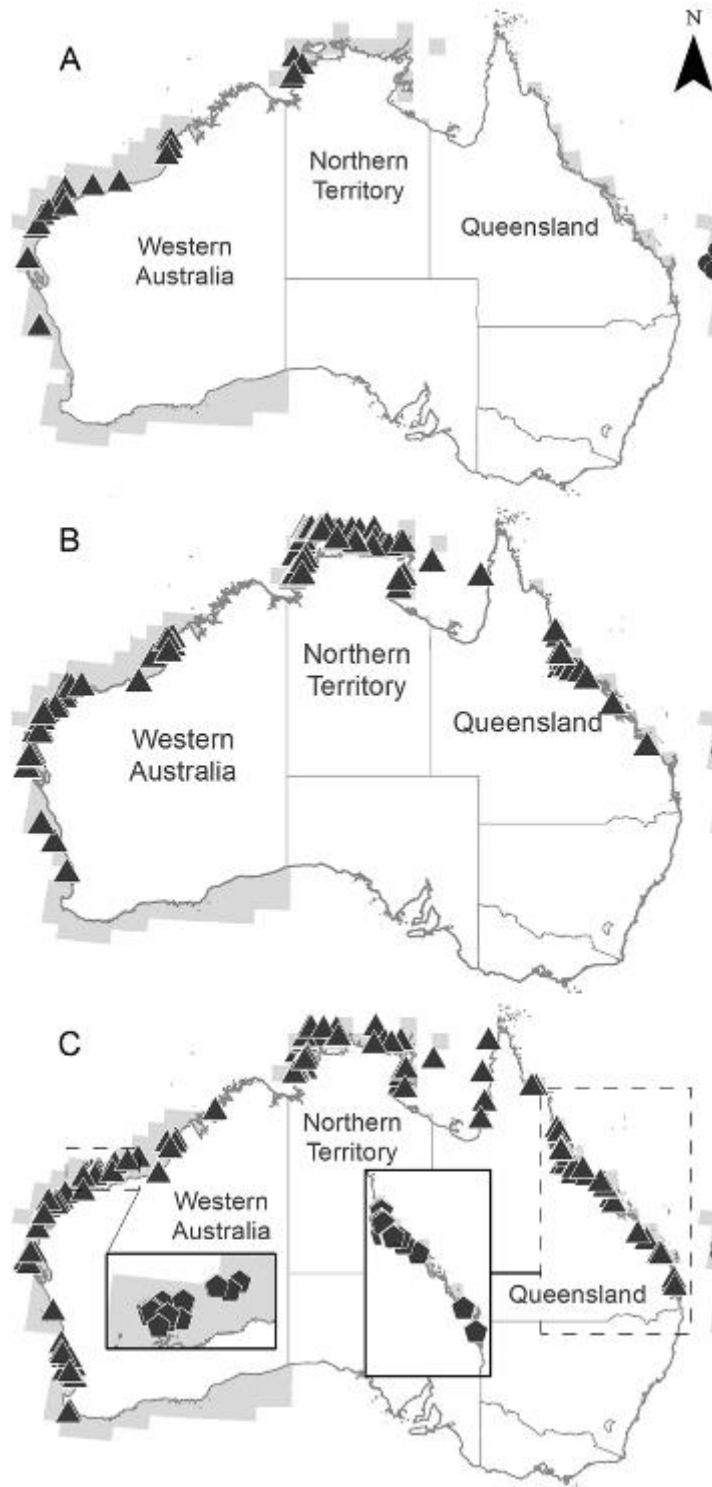 A
N
Northern
Territory
Queensland
Western
Australia
B
Northern
Territory
Queensland
Western
Australia
C
Northern
Territory
Western
Australia
Queensland